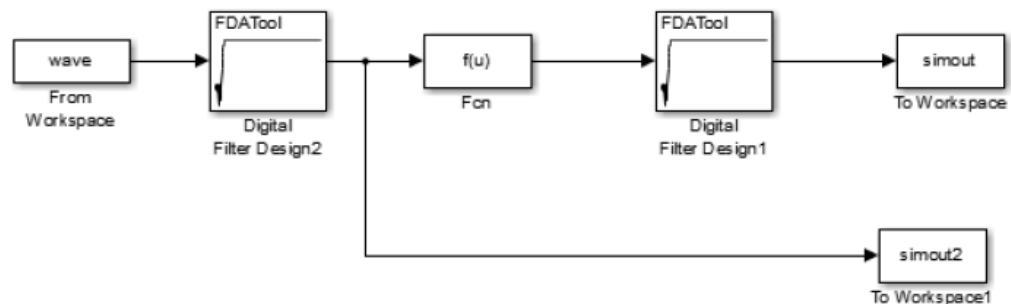 FDATool
wave
From
Workspace
Digital
Filter Design2
f(u)
Fcn
FDATool
Digital
Filter Design1
simout
To Workspace
simout2
To Workspace1